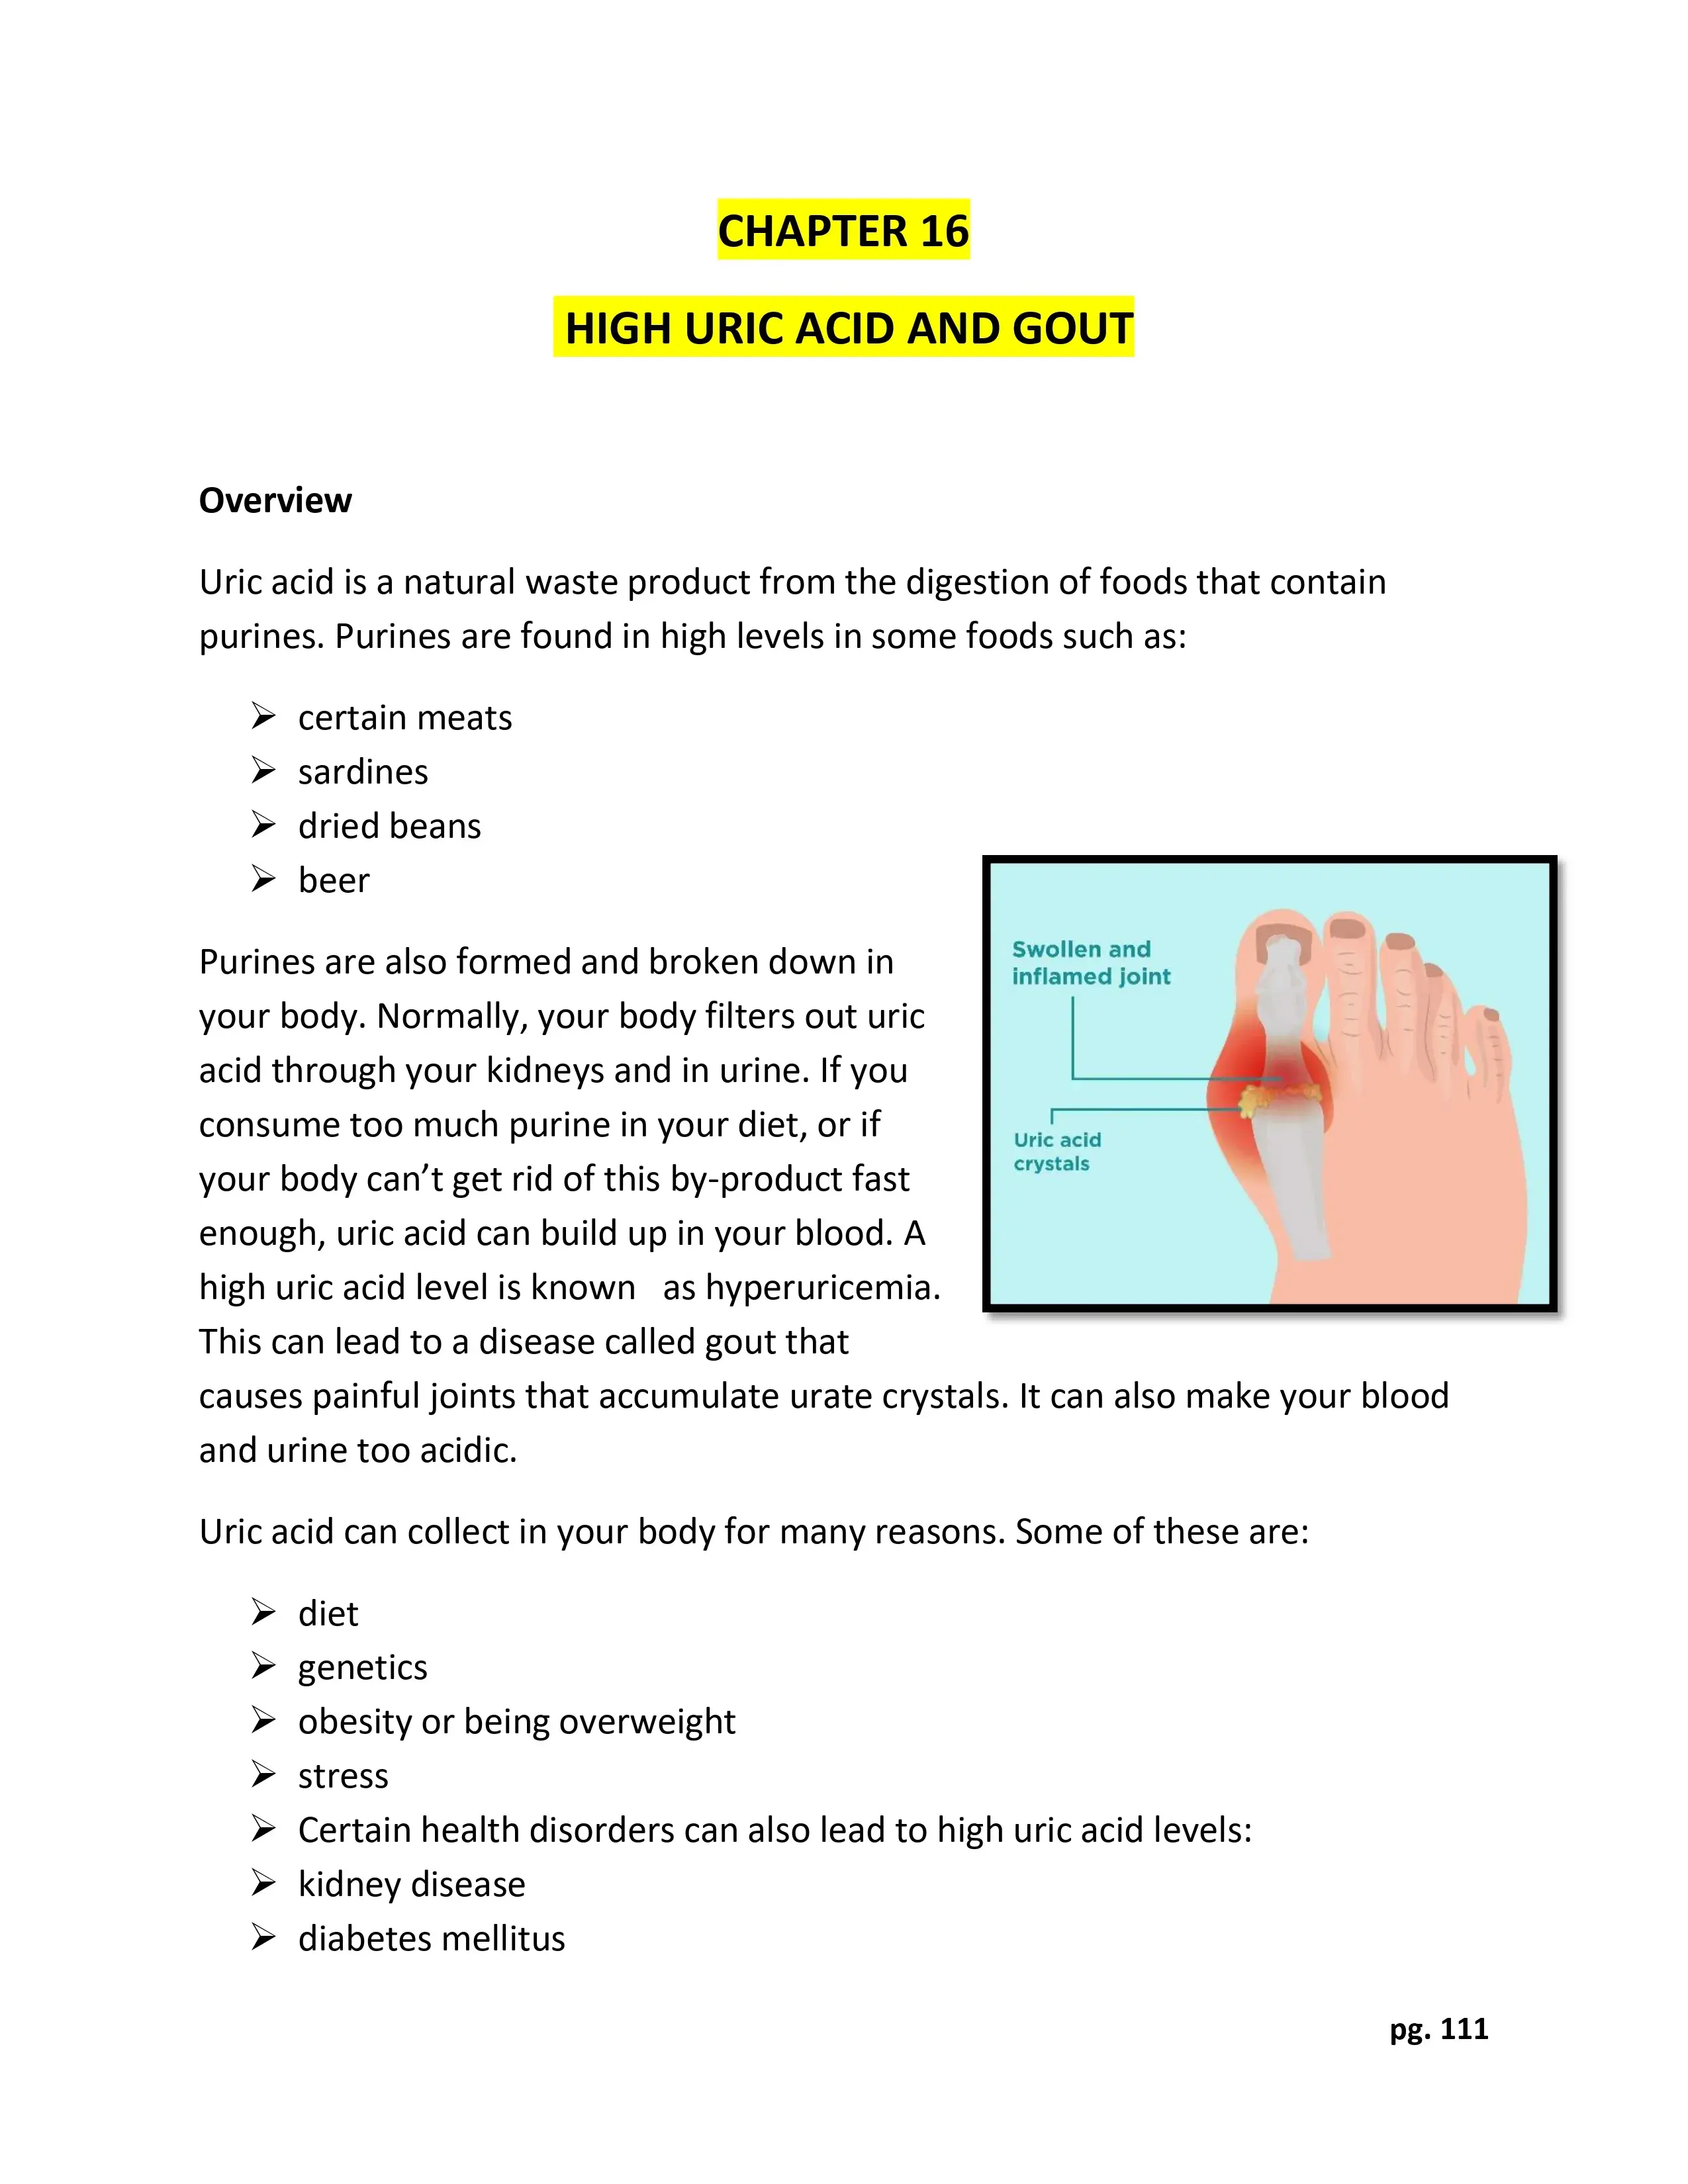 CHAPTER 16
HIGH URIC ACID AND GOUT
Overview
Uric acid is a natural waste product from the digestion of foods that contain
purines. Purines are found in high levels in some foods such as:
➢ certain meats
➢ sardines
➢ dried beans
➢ beer
Purines are also formed and broken down in
your body. Normally, your body filters out uric
acid through your kidneys and in urine. If you
consume too much purine in your diet, or if
your body can’t get rid of this by-product fast
enough, uric acid can build up in your blood. A
high uric acid level is known as hyperuricemia.
This can lead to a disease called gout that
causes painful joints that accumulate urate crystals. It can also make your blood
and urine too acidic.
Swollen and
inflamed joint
Uric acid
crystals
Uric acid can collect in your body for many reasons. Some of these are:
➢ diet
➢ genetics
➢ obesity or being overweight
➢ stress
➢ Certain health disorders can also lead to high uric acid levels:
➢ kidney disease
➢ diabetes mellitus
pg. 111